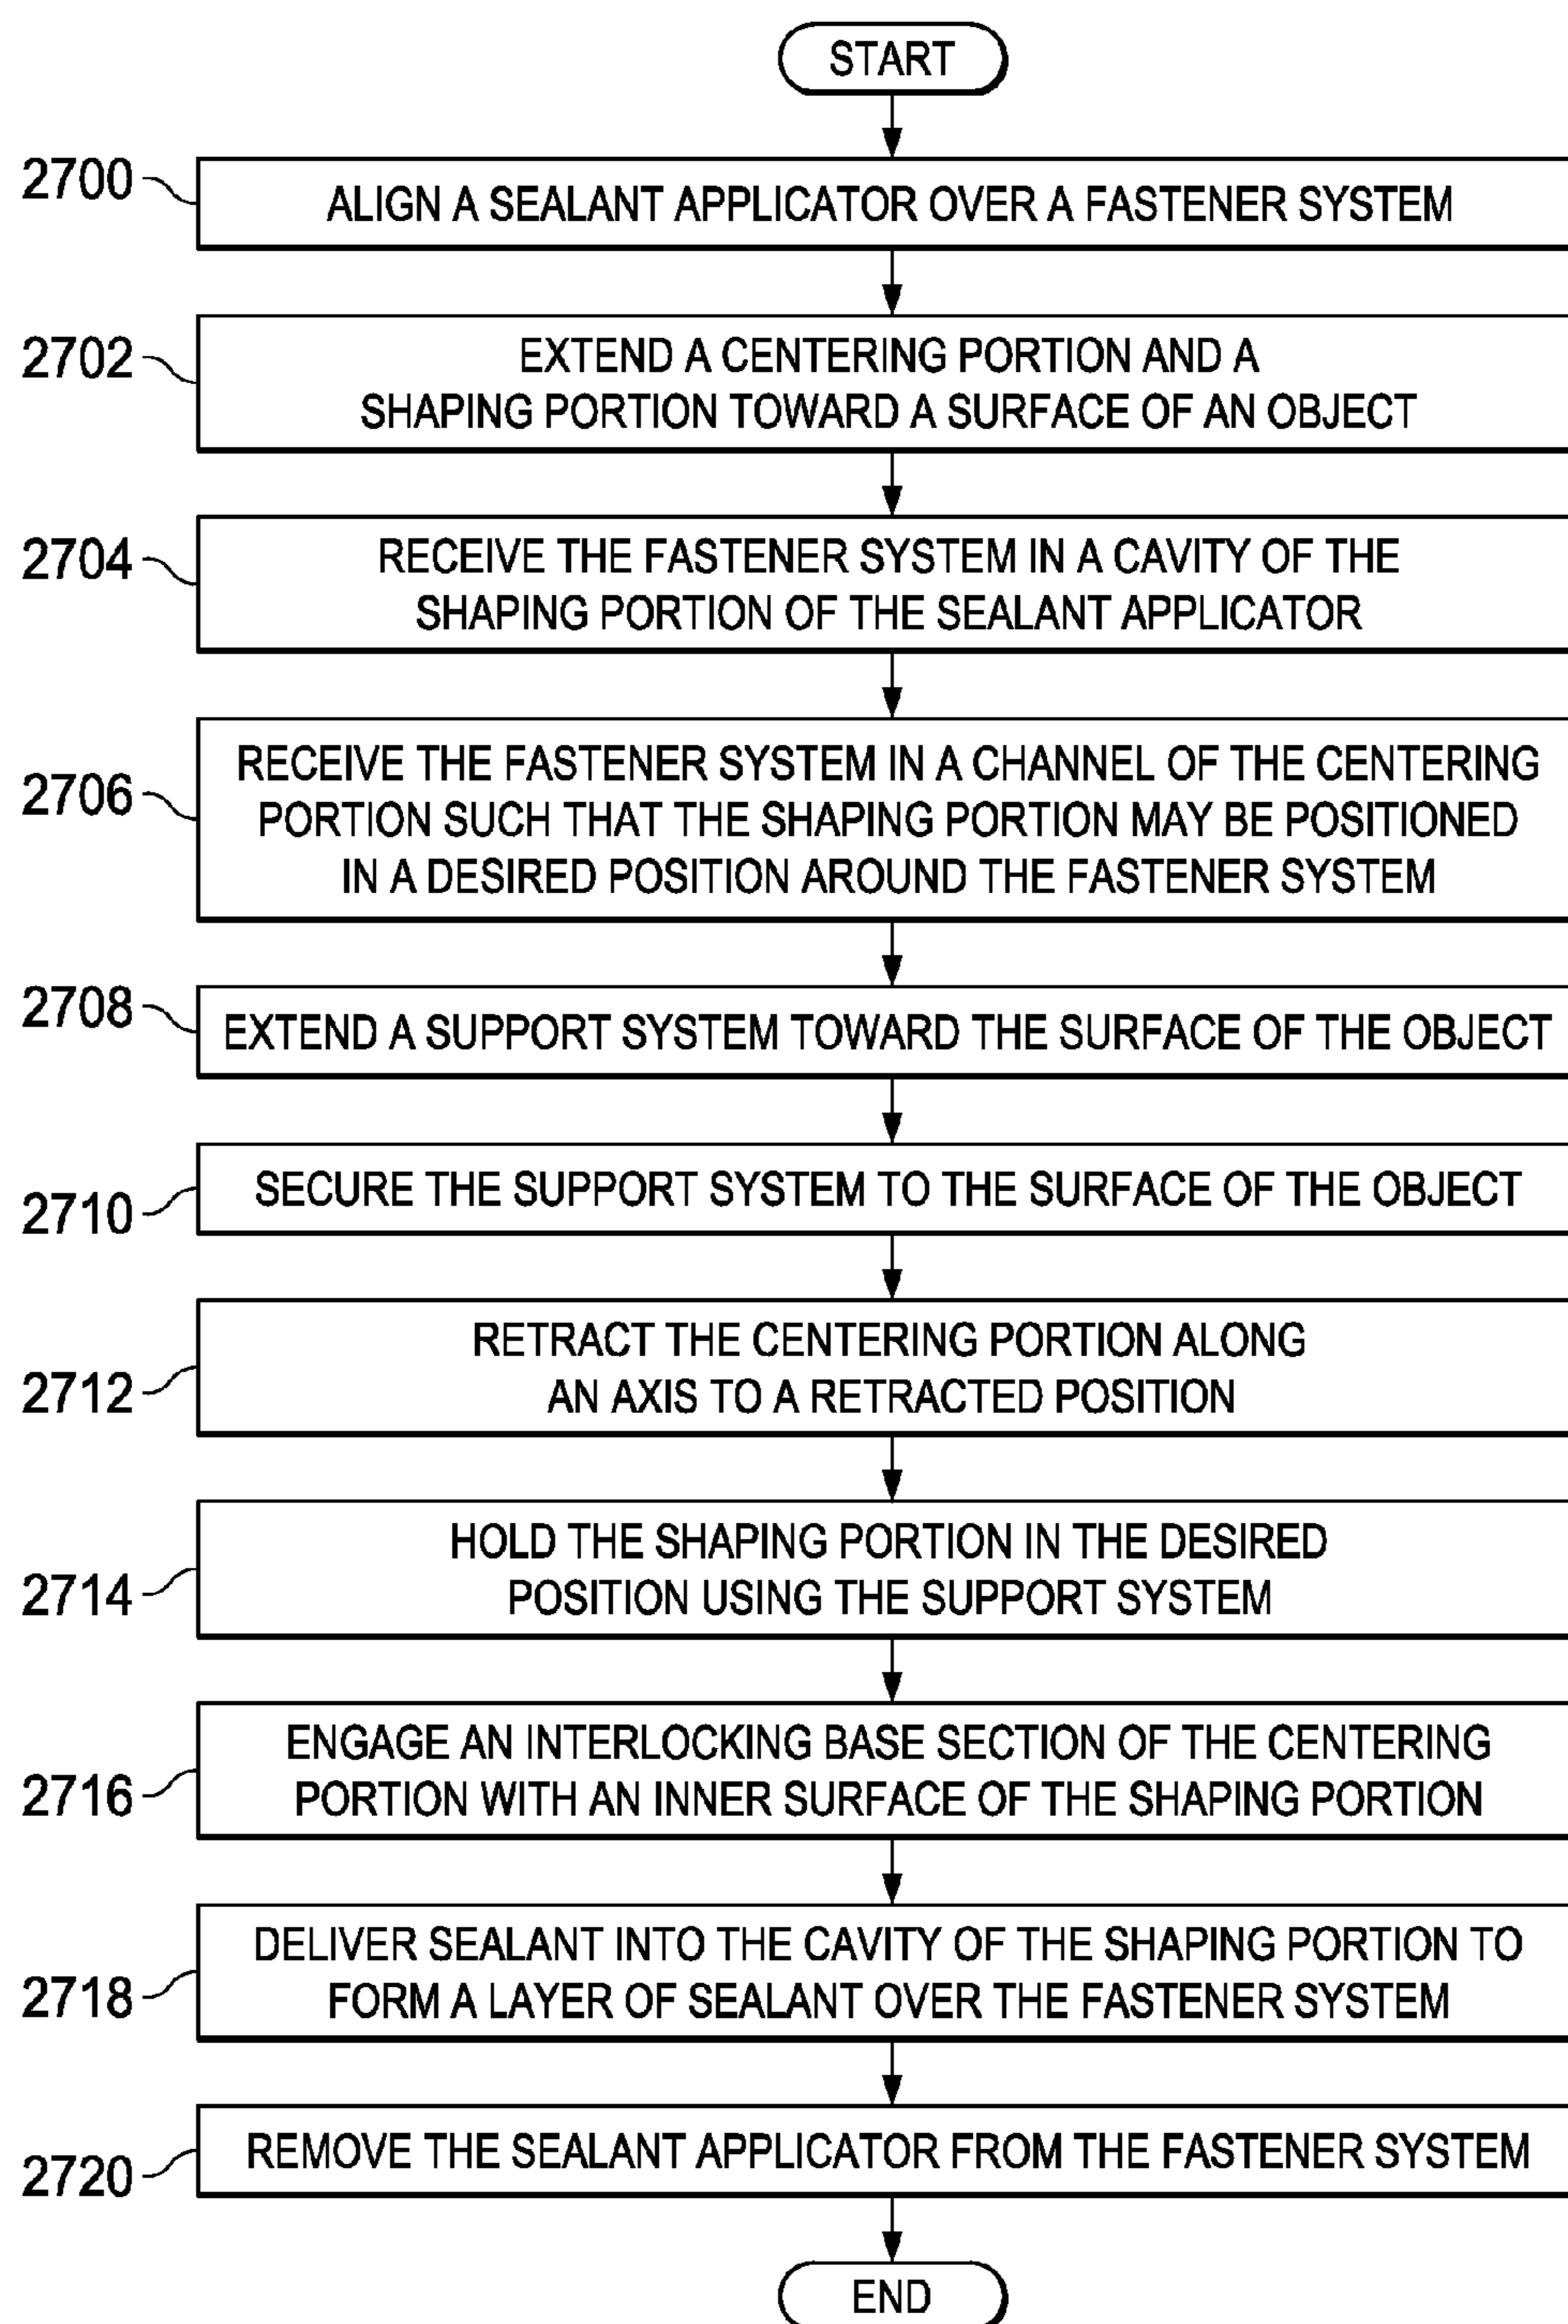 START
2700
ALIGN A SEALANT APPLICATOR OVER A FASTENER SYSTEM
2702
EXTEND A CENTERING PORTION AND A
SHAPING PORTION TOWARD A SURFACE OF AN OBJECT
2704
RECEIVE THE FASTENER SYSTEM IN A CAVITY OF THE
SHAPING PORTION OF THE SEALANT APPLICATOR
2706
RECEIVE THE FASTENER SYSTEM IN A CHANNEL OF THE CENTERING
PORTION SUCH THAT THE SHAPING PORTION MAY BE POSITIONED
IN A DESIRED POSITION AROUND THE FASTENER SYSTEM
2708
EXTEND A SUPPORT SYSTEM TOWARD THE SURFACE OF THE OBJECT
2710
SECURE THE SUPPORT SYSTEM TO THE SURFACE OF THE OBJECT
2712
RETRACT THE CENTERING PORTION ALONG
AN AXIS TO A RETRACTED POSITION
2714
HOLD THE SHAPING PORTION IN THE DESIRED
POSITION USING THE SUPPORT SYSTEM
2716
ENGAGE AN INTERLOCKING BASE SECTION OF THE CENTERING
PORTION WITH AN INNER SURFACE OF THE SHAPING PORTION
2718
DELIVER SEALANT INTO THE CAVITY OF THE SHAPING PORTION TO
FORM A LAYER OF SEALANT OVER THE FASTENER SYSTEM
2720
REMOVE THE SEALANT APPLICATOR FROM THE FASTENER SYSTEM
END